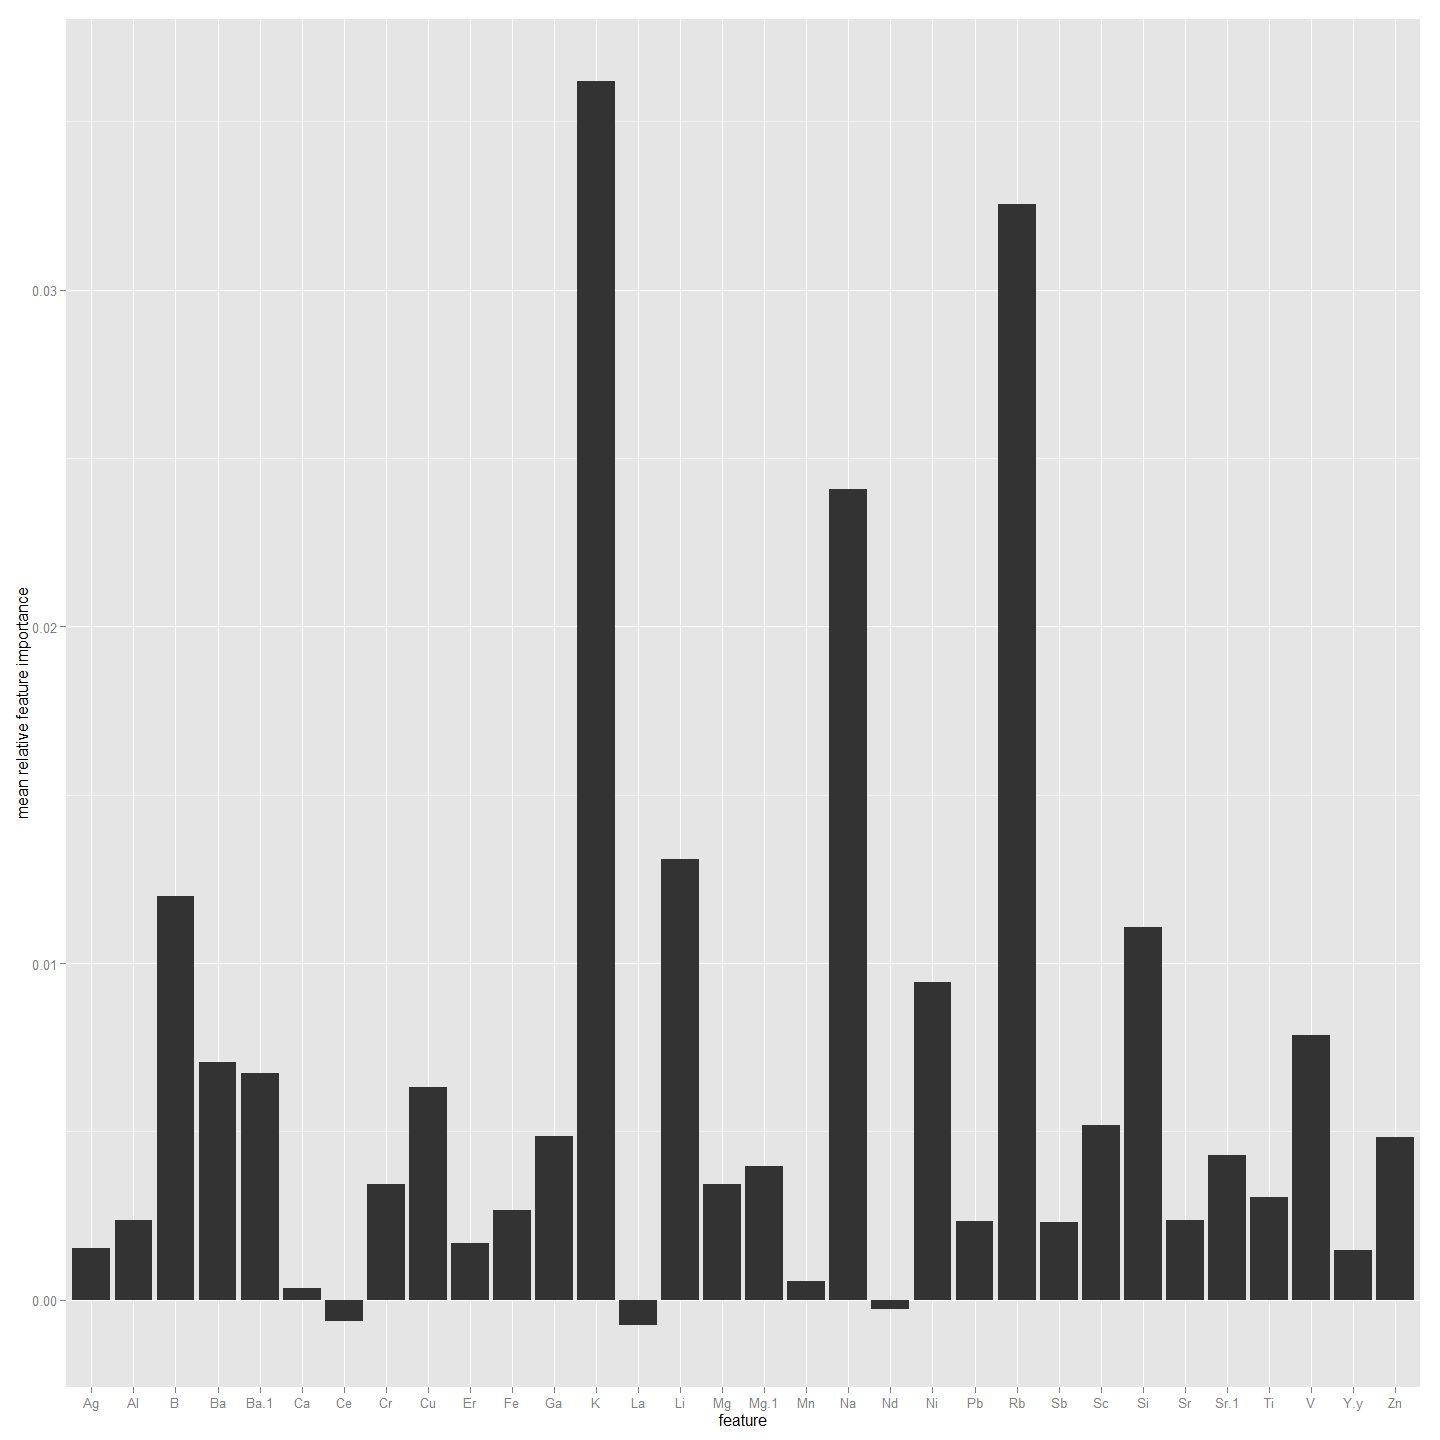 mean relative feature importance
0.03
0.02
0.01
0.00
Ag Al B Ba Ba.1 Ca Ce Cr Cu Er Fe Ga K La Li Mg Mg.1 Mn Na Nd Ni Pb Rb Sb Sc Si Sr Sr.1 Ti V Y.y Zn
feature